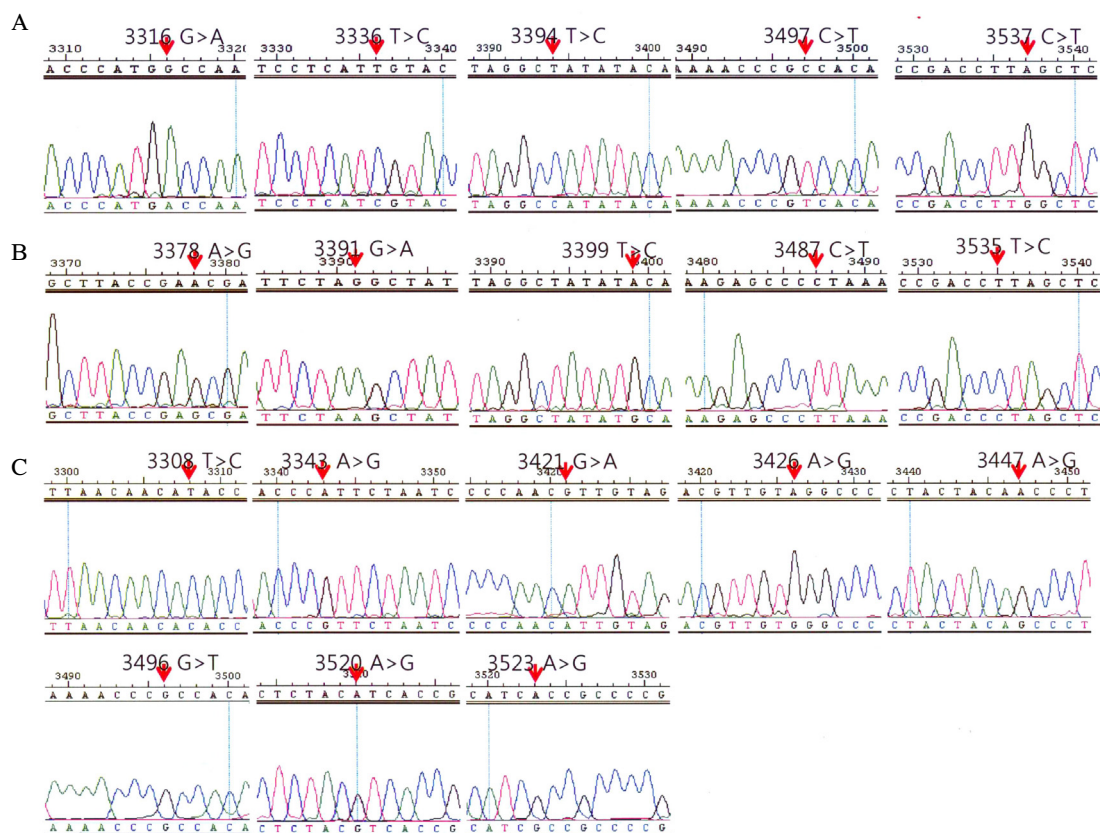 A
3316 G>A 3336 T>C 3394 T>C 3497 C>T 3537 C>T
3310 3320 3330 3340 3390 3400 3490 3500 3530 3540
ACCCATGGCCAA TCCTCATTGTAC TAGGCTATATACA AAAACCCGCCACA CCGACCTTAGCTC
ACCCATGACCAA TCCTCATCGTAC TAGGCCATATACA AAAACCCGTCACA CCGACCTTGGCTC
B
3378 A>G 3391 G>A 3399 T>C 3487 C>T 3535 T>C
3370 3380 3390 3390 3400 3480 3490 3530 3540
GCTTACCGAACGA TTCTAGGCTAT TAGGCTATATACA AAGAGCCCCTAAA CCGACCTTAGCTC
GCTTACCGAGCGA TTCTAAGCTAT TAGGCTATATGCA AAGAGCCCTTAAA CCGACCCTAGCTC
C
3308 T>C 3343 A>G 3421 G>A 3426 A>G 3447 A>G
3300 3310 3340 3350 3420 3420 3430 3440 3450
TTAACAACATACC ACCCATTCTAATC CCCAACGTTGTAG ACGTTGTAGGCCC CTACTACAACCCT
TTAACAACACACC CCCGTTCTAATC CCCAACATTGTAG ACGTTGTGGGCCC CTACTACAGCCCT
3496 G>T 3520 A>G 3523 A>G
3490 3500 3520 3520 3530
AAAACCCGCCACA CTCTACATCACCG CATCACCGCCCCG
AAAACCCGCCACA CTCTACGTCACCG CATCGCCGCCCCG